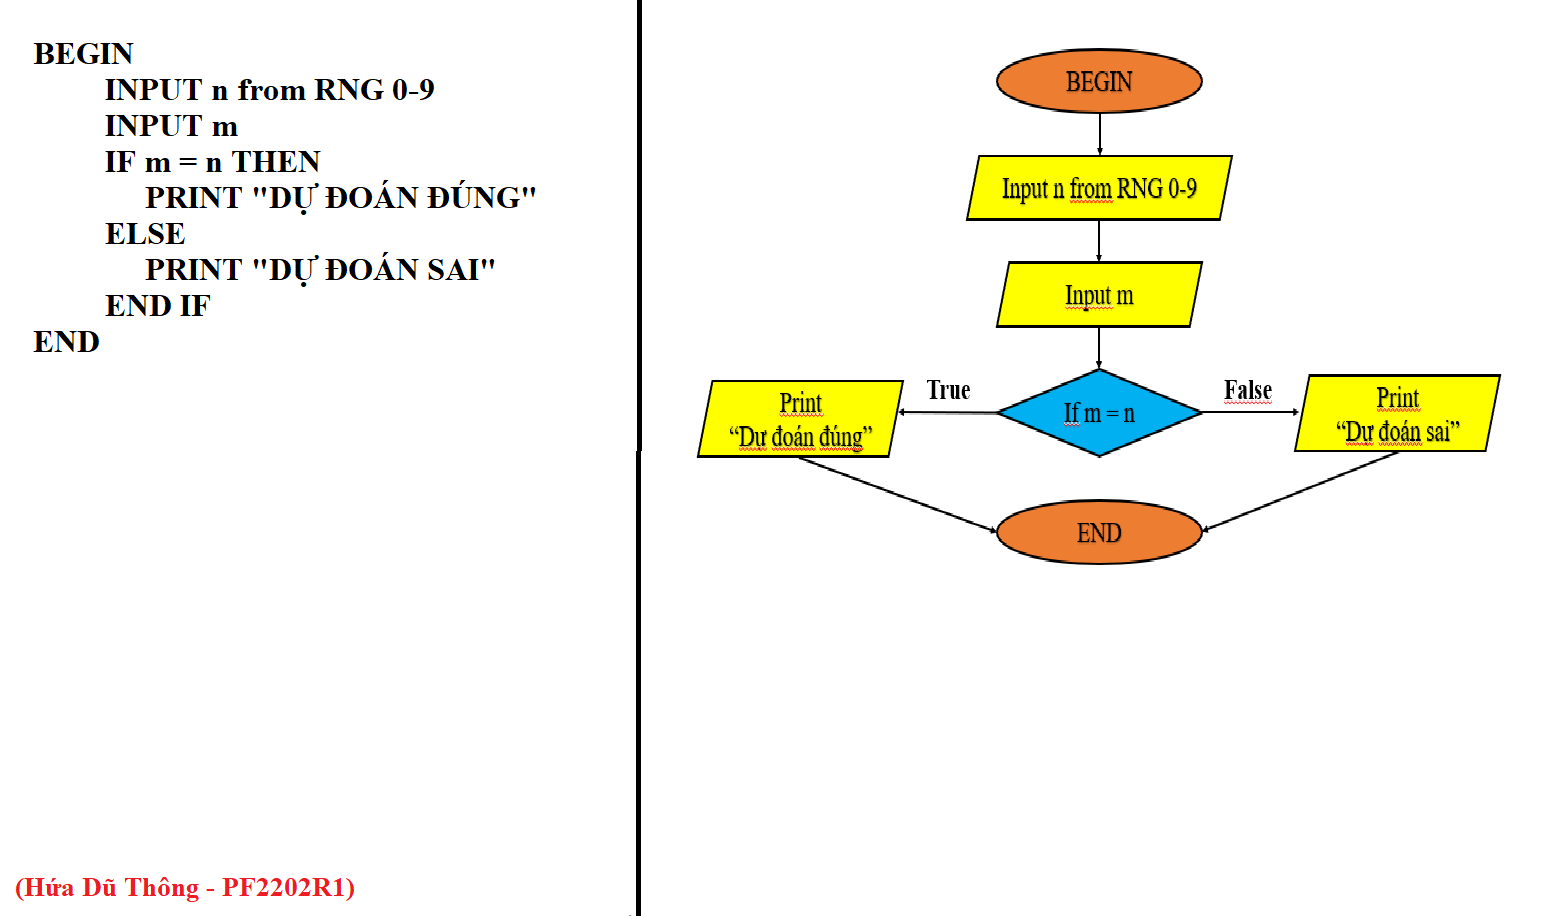 BEGIN
INPUT n from RNG 0-9
INPUT m
IF m = n THEN
PRINT "DỰ ĐOÁN ĐÚNG"
ELSE
PRINT "DỰ ĐOÁN SAI"
END IF
END
(Hứa Dũ Thông - PF2202R1)
BEGIN
Input n from RNG 0-9
Input m
If m = n
True
Print
“Dự đoán đúng”
False
Print
“Dự đoán sai”
END